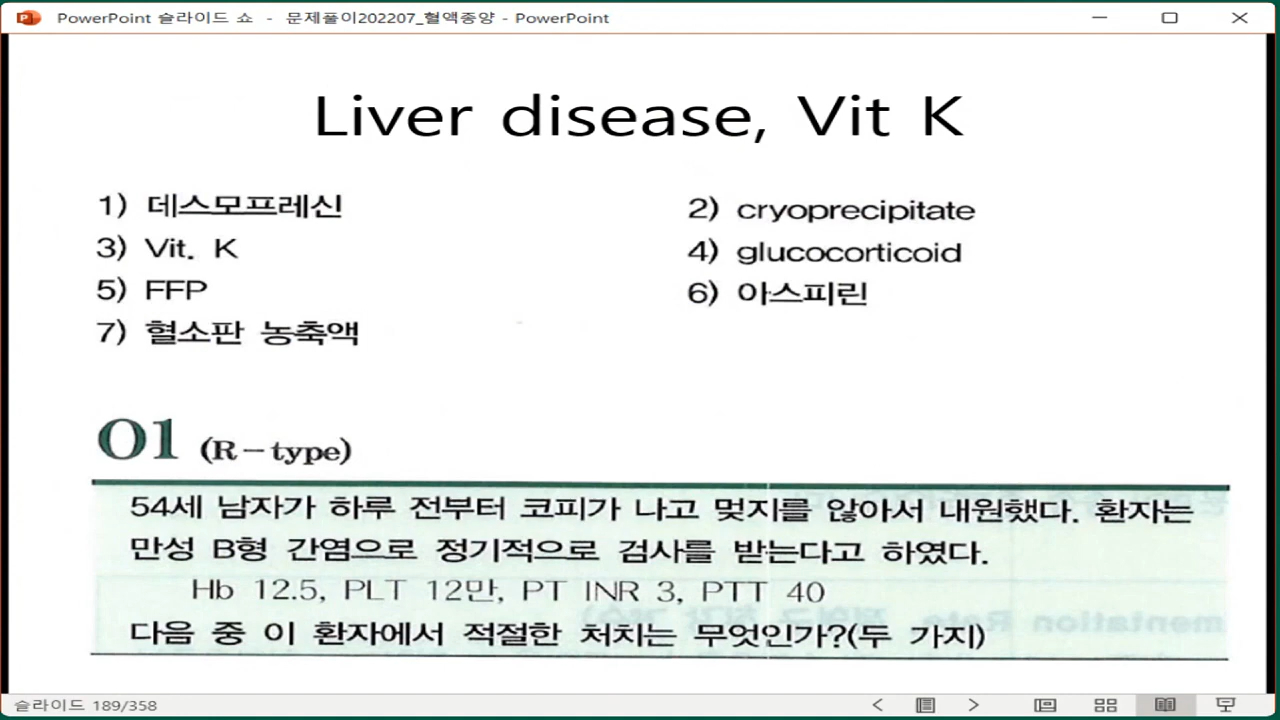 PowerPoint 슬라이드 쇼 - 문제풀이202207_혈액종양 - PowerPoint
Liver disease, Vit K
1) 데스모프레신
2) cryoprecipitate
3) Vit. K
4) glucocorticoid
5) FFP
6) 아스피린
7) 혈소판 농축액
01 (R-type)
54세 남자가 하루 전부터 코피가 나고 멎지를 않아서 내원했다. 환자는
만성 B형 간염으로 정기적으로 검사를 받는다고 하였다.
Hb 12.5, PLT 12만, PT INR 3, PTT 40
다음 중 이 환자에서 적절한 처치는 무엇인가?(두 가지)
슬라이드 189/358